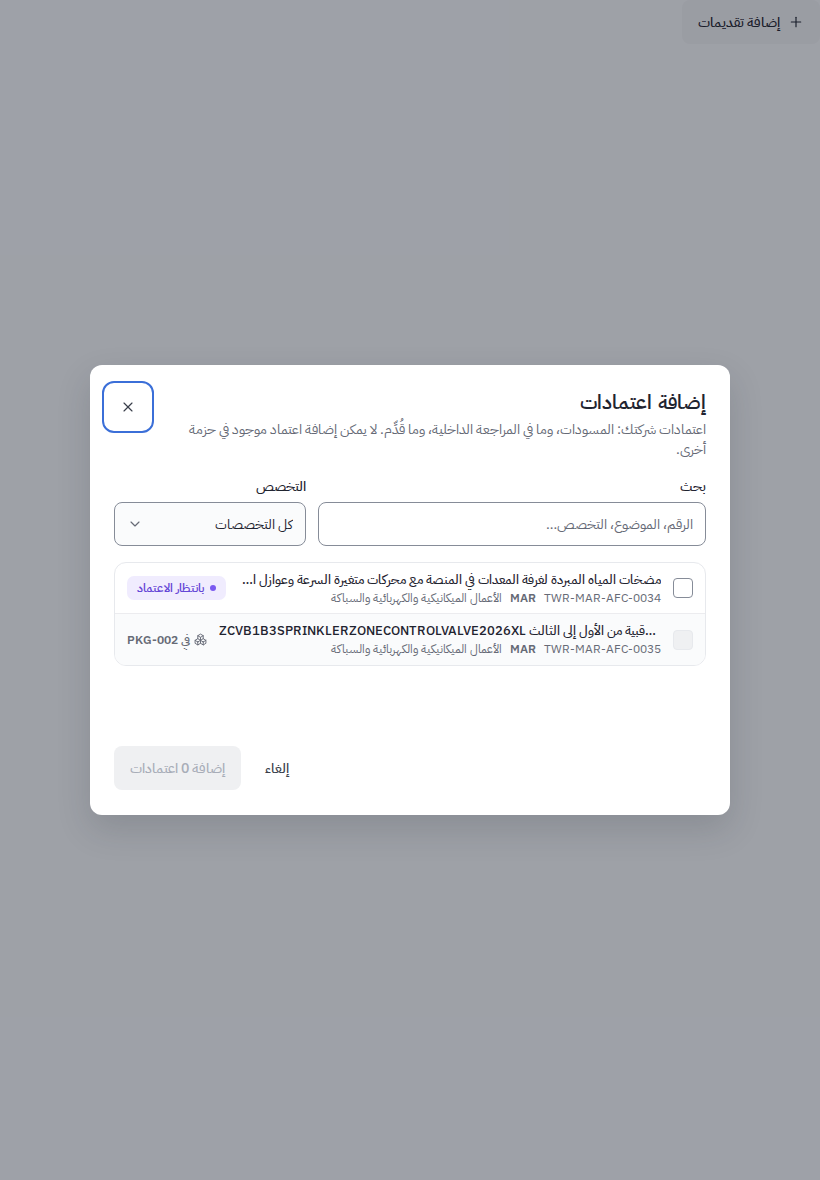 إضافة تقديمات
إضافة اعتمادات
اعتمادات شركتك: المسودات، وما في المراجعة الداخلية، وما قُدِّم. لا يمكن إضافة اعتماد موجود في حزمة
أخرى.
بحث
التخصص
الرقم، الموضوع، التخصص...
كل التخصصات
مضخات المياه المبردة لغرفة المعدات في المنصة مع محركات متغيرة السرعة وعوازل ا...
بانتظار الاعتماد
TWR-MAR-AFC-0034 MAR الأعمال الميكانيكية والكهربائية والسباكة
...قبية من الأول إلى الثالث ZCVB1B3SPRINKLERZONECONTROLVALVE2026XL
في PKG-002
TWR-MAR-AFC-0035 MAR الأعمال الميكانيكية والكهربائية والسباكة
إلغاء
إضافة 0 اعتمادات